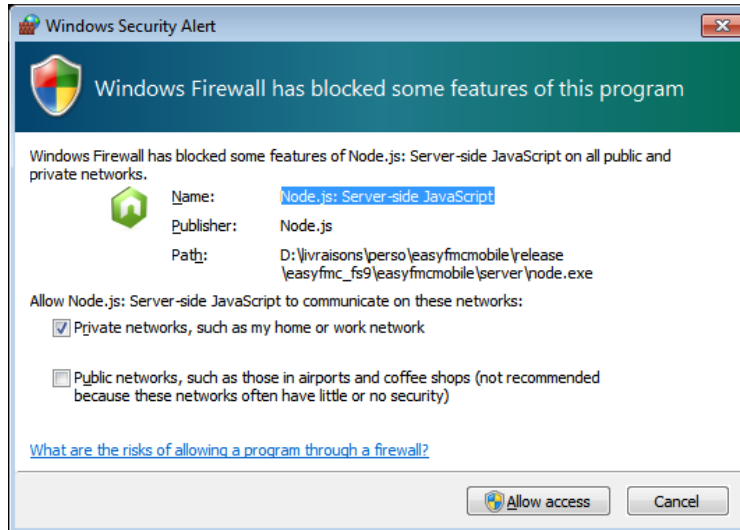 Windows Security Alert
Windows Firewall has blocked some features of this program
Windows Firewall has blocked some features of Node.js: Server-side JavaScript on all public and
private networks.
Name: Node.js: Server-side JavaScript
Publisher: Node.js
Path: D:\livraisons\perso\easyfmcmobile\release
\easyfmc_fs9\easyfmcmobile\server\node.exe
Allow Node.js: Server-side JavaScript to communicate on these networks:
Private networks, such as my home or work network
Public networks, such as those in airports and coffee shops (not recommended
because these networks often have little or no security)
What are the risks of allowing a program through a firewall?
Allow access Cancel